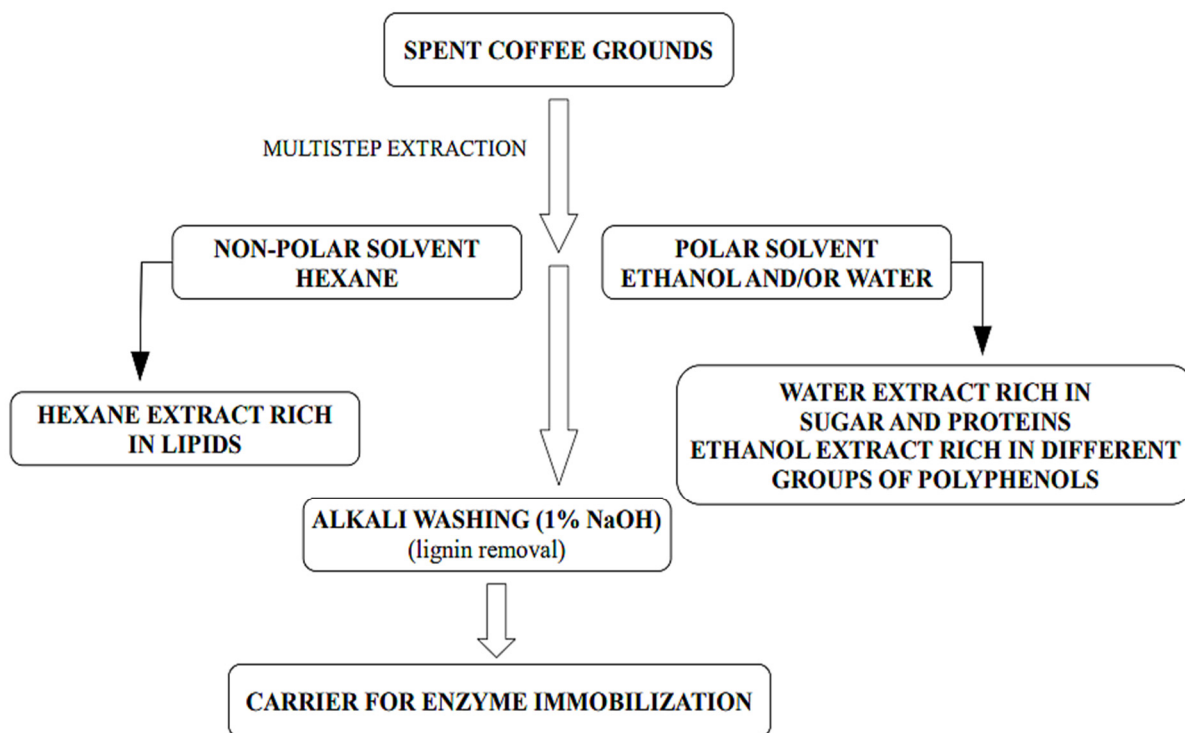 SPENT COFFEE GROUNDS
MULTISTEP EXTRACTION
NON-POLAR SOLVENT
HEXANE
POLAR SOLVENT
ETHANOL AND/OR WATER
HEXANE EXTRACT RICH
IN LIPIDS
WATER EXTRACT RICH IN
SUGAR AND PROTEINS
ETHANOL EXTRACT RICH IN DIFFERENT
GROUPS OF POLYPHENOLS
ALKALI WASHING (1% NaOH)
(lignin removal)
CARRIER FOR ENZYME IMMOBILIZATION